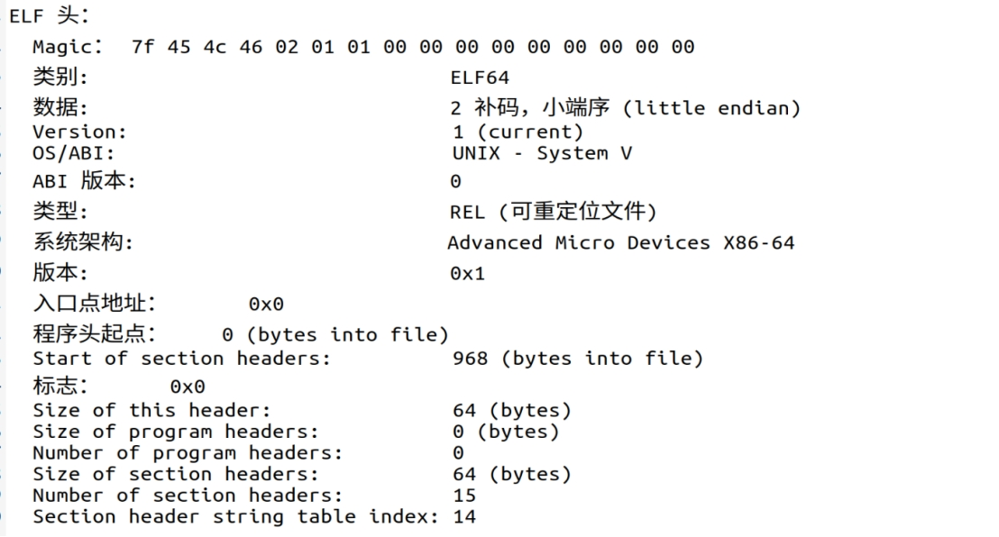 ELF 头：
Magic： 7f 45 4c 46 02 01 01 00 00 00 00 00 00 00 00 00
类别: ELF64
数据: 2 补码，小端序 (little endian)
Version: 1 (current)
OS/ABI: UNIX - System V
ABI 版本: 0
类型: REL (可重定位文件)
系统架构: Advanced Micro Devices X86-64
版本: 0x1
入口点地址： 0x0
程序头起点： 0 (bytes into file)
Start of section headers: 968 (bytes into file)
标志： 0x0
Size of this header: 64 (bytes)
Size of program headers: 0 (bytes)
Number of program headers: 0
Size of section headers: 64 (bytes)
Number of section headers: 15
Section header string table index: 14